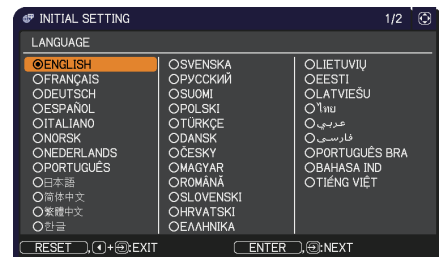 INITIAL SETTING 1/2
LANGUAGE
ENGLISH
FRANÇAIS
DEUTSCH
ESPAÑOL
ITALIANO
NORSK
NEDERLANDS
PORTUGUÊS
日本語
简体中文
繁體中文
한글
SVENSKA
РУССКИЙ
SUOMI
POLSKI
TÜRKÇE
DANSK
ČESKY
MAGYAR
ROMÂNĂ
SLOVENSKI
HRVATSKI
ΕΛΛΗΝΙΚΑ
LIETUVIŲ
EESTI
LATVIEŠU
ไทย
عربي
فارسی
PORTUGUÊS BRA
BAHASA IND
TIẾNG VIỆT
RESET ,+:EXIT ENTER ,:NEXT